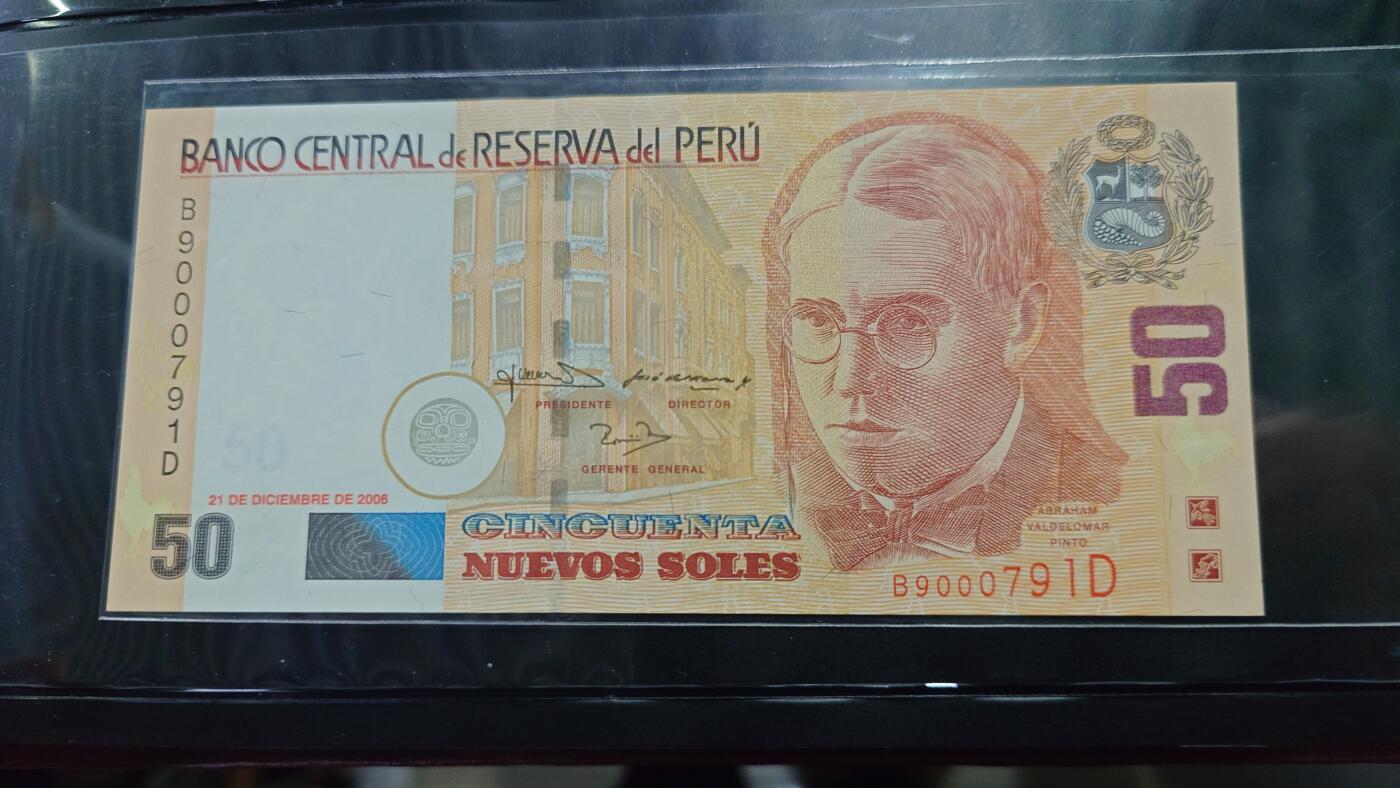 BANCO CENTRAL de RESERVA del PERÚ
B9000791D
50
PRESIDENTE DIRECTOR
GERENTE GENERAL
50
21 DE DICIEMBRE DE 2006
50
CINCUENTA
NUEVOS SOLES
ABRAHAM
VALDELOMAR
PINTO
B9000791D